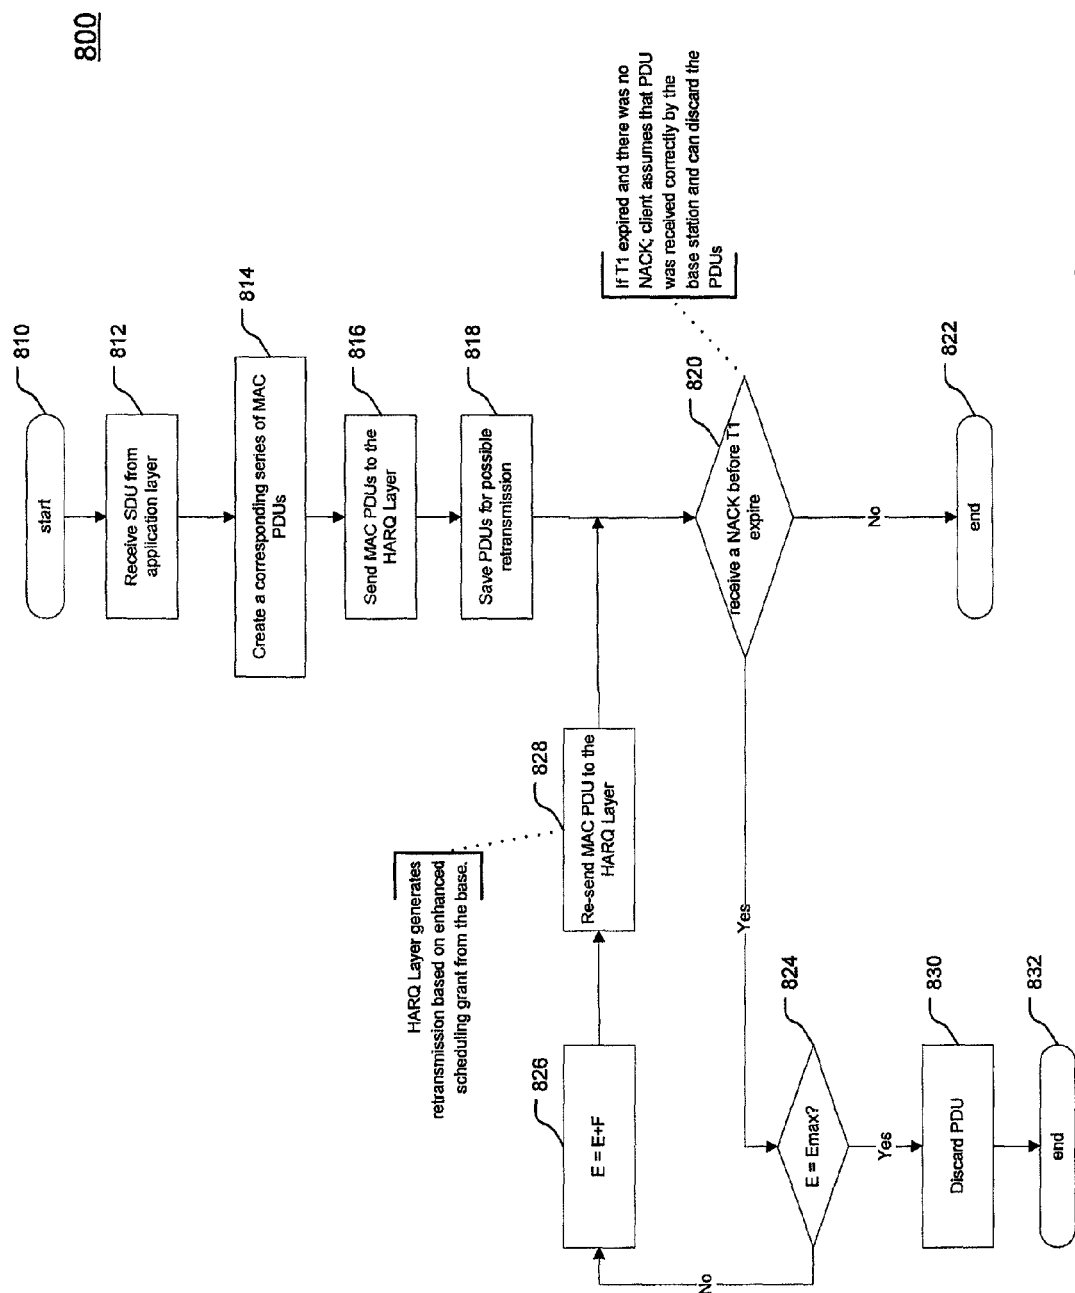 800
start
810
Receive SDU from
application layer
812
Create a corresponding series of MAC
PDUs
814
Send MAC PDUs to the
HARQ Layer
816
Save PDUs for possible
retransmission
818
HARQ Layer generates
retransmission based on enhanced
scheduling grant from the base.
E = E+F
826
Re-send MAC PDU to the
HARQ Layer
828
receive a NACK before T1
expire
820
If T1 expired and there was no
NACK; client assumes that PDU
was received correctly by the
base station and can discard the
PDUs
Yes
No
end
822
E = Emax?
824
No
Yes
Discard PDU
830
end
832